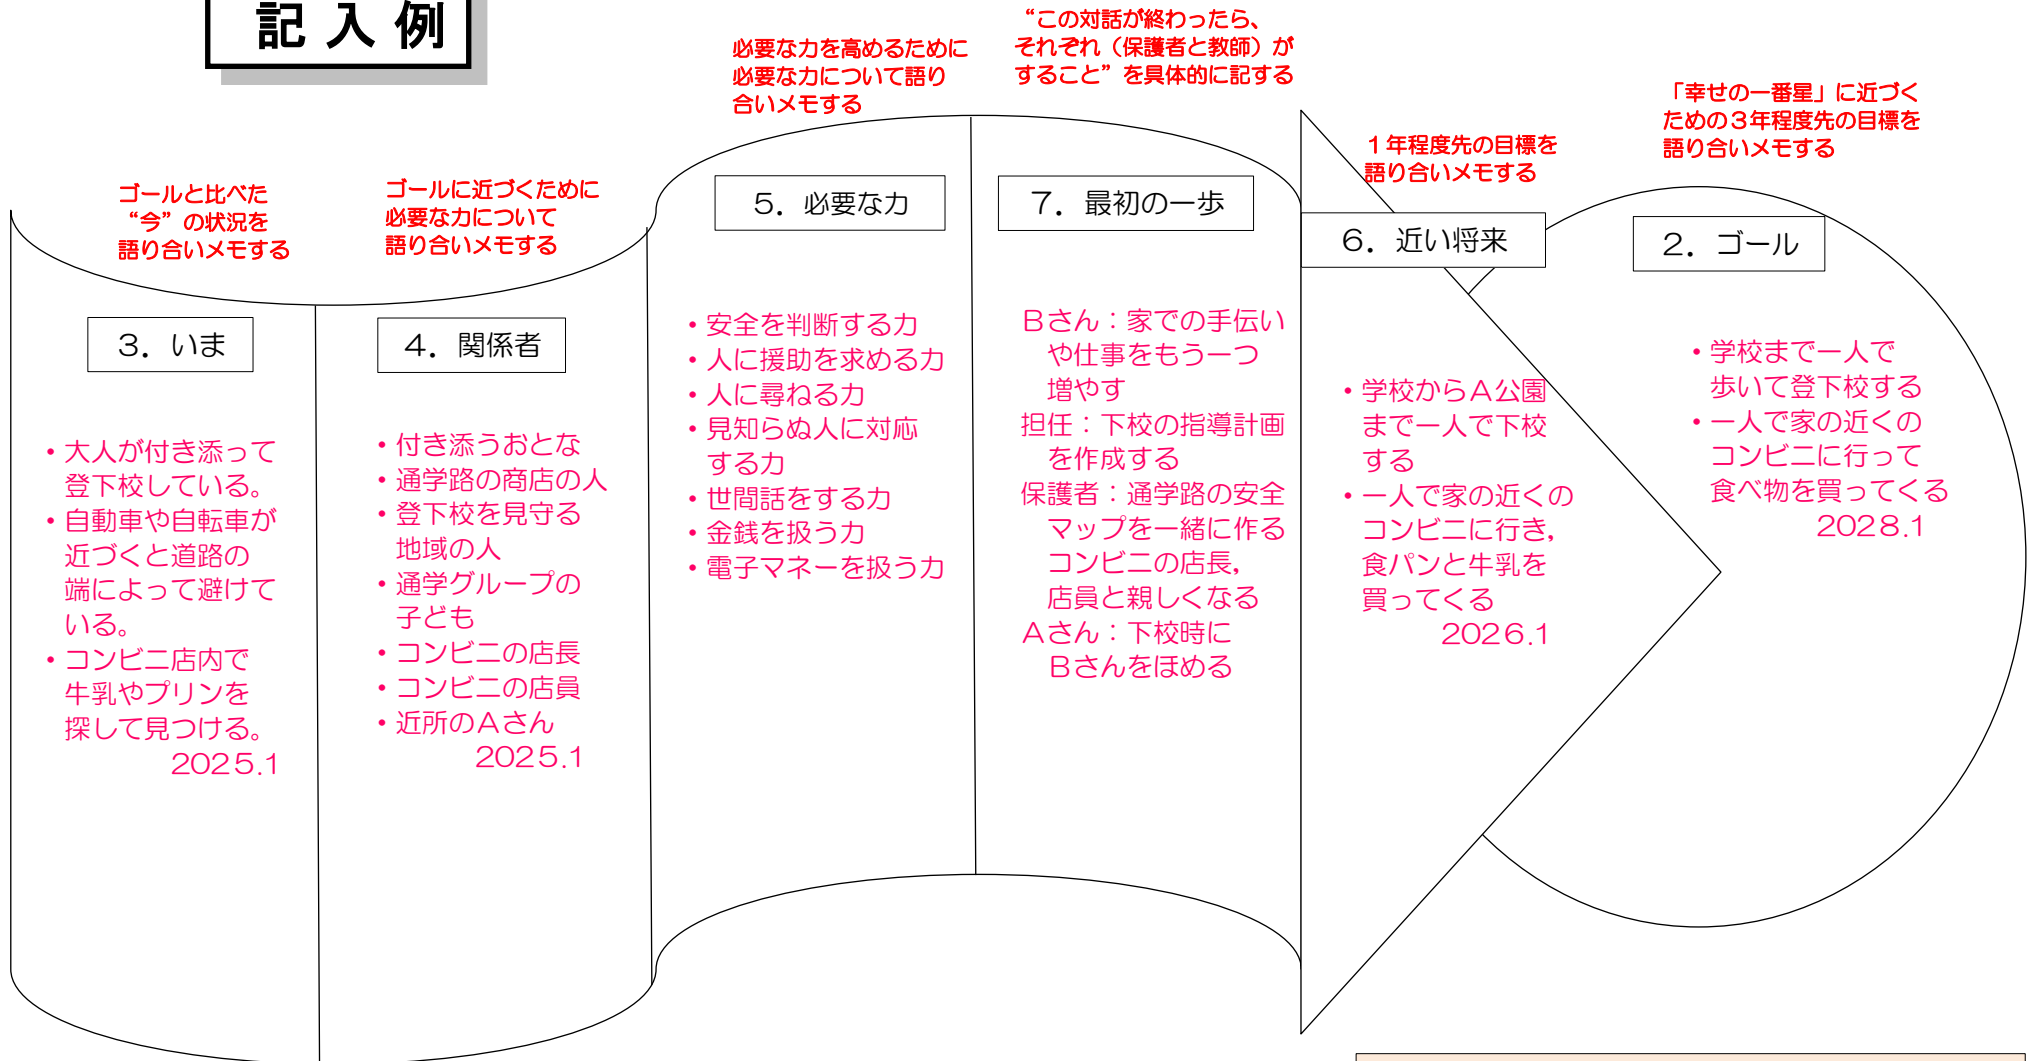 記入例
ゴールと比べた
“今”の状況を
語り合いメモする
3．いま
・大人が付き添って
登下校している。
・自動車や自転車が
近づくと道路の
端によって避けて
いる。
・コンビニ店内で
牛乳やプリンを
探して見つける。
2025.1
ゴールに近づくために
必要な力について
語り合いメモする
4．関係者
・付き添うおとな
・通学路の商店の人
・登下校を見守る
地域の人
・通学グループの
子ども
・コンビニの店長
・コンビニの店員
・近所のAさん
2025.1
必要な力を高めるために
必要な力について語り
合いメモする
5．必要な力
・安全を判断する力
・人に援助を求める力
・人に尋ねる力
・見知らぬ人に対応
する力
・世間話をする力
・金銭を扱う力
・電子マネーを扱う力
“この対話が終わったら、
それぞれ（保護者と教師）が
すること”を具体的に記する
7．最初の一歩
Bさん：家での手伝い
や仕事をもう一つ
増やす
担任：下校の指導計画
を作成する
保護者：通学路の安全
マップを一緒に作る
コンビニの店長，
店員と親しくなる
Aさん：下校時に
Bさんをほめる
1年程度先の目標を
語り合いメモする
6．近い将来
・学校からA公園
まで一人で下校
する
・一人で家の近くの
コンビニに行き，
食パンと牛乳を
買ってくる
2026.1
「幸せの一番星」に近づく
ための3年程度先の目標を
語り合いメモする
2．ゴール
・学校まで一人で
歩いて登下校する
・一人で家の近くの
コンビニに行って
食べ物を買ってくる
2028.1